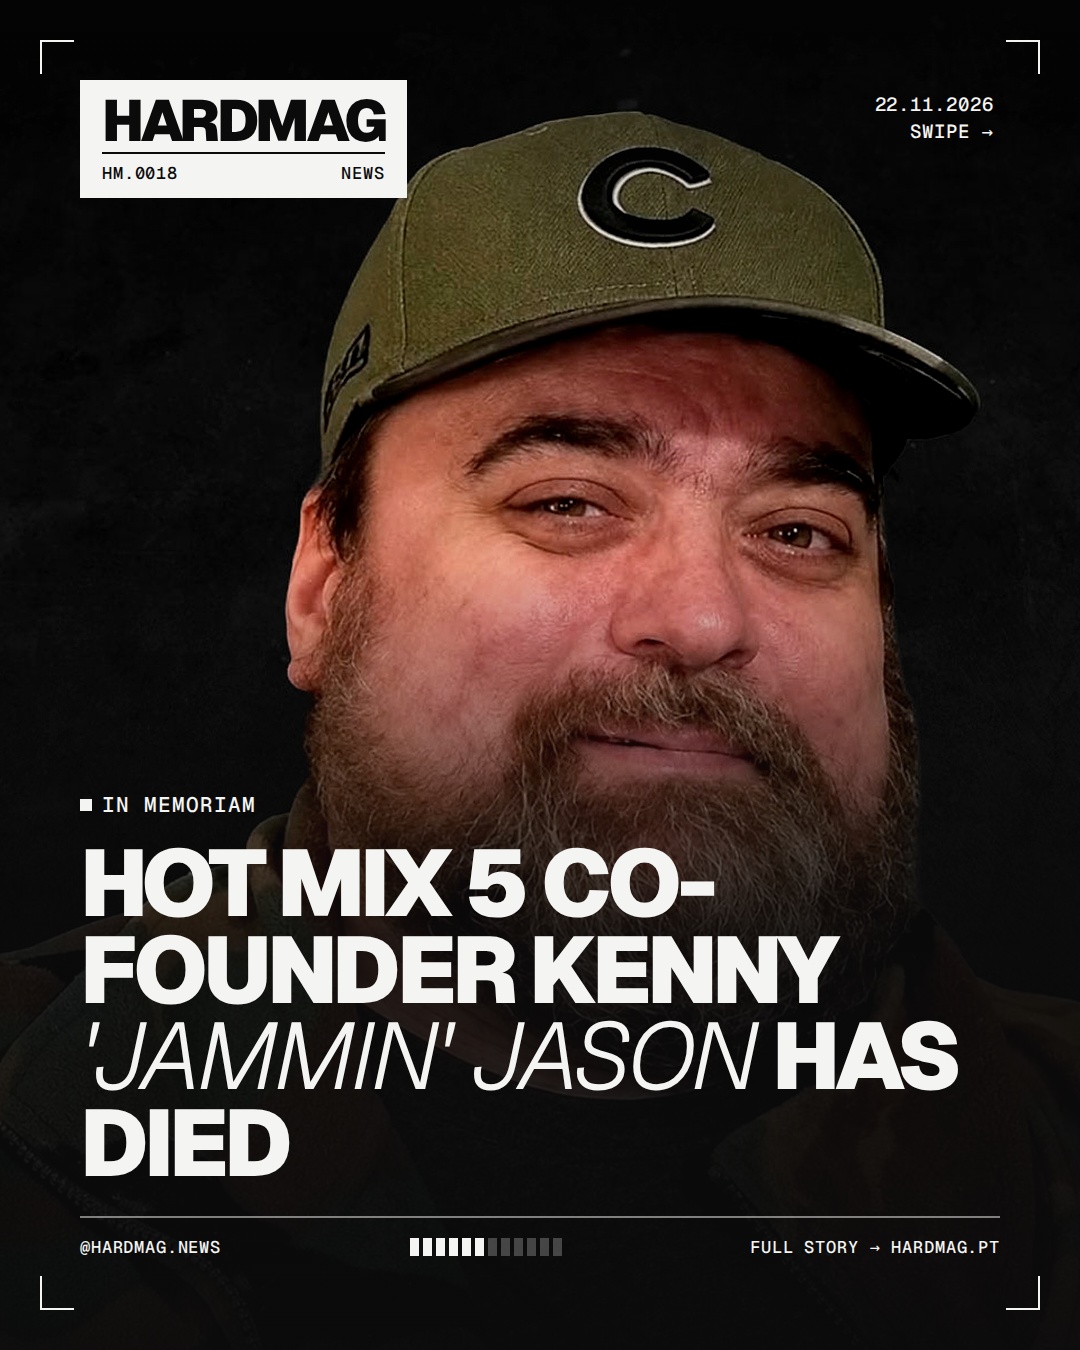 HARDMAG
HM.0018 NEWS
22.11.2026
SWIPE →
C
IN MEMORIAM
HOT MIX 5 CO-
FOUNDER KENNY
'JAMMIN' JASON HAS
DIED
@HARDMAG.NEWS
FULL STORY → HARDMAG.PT